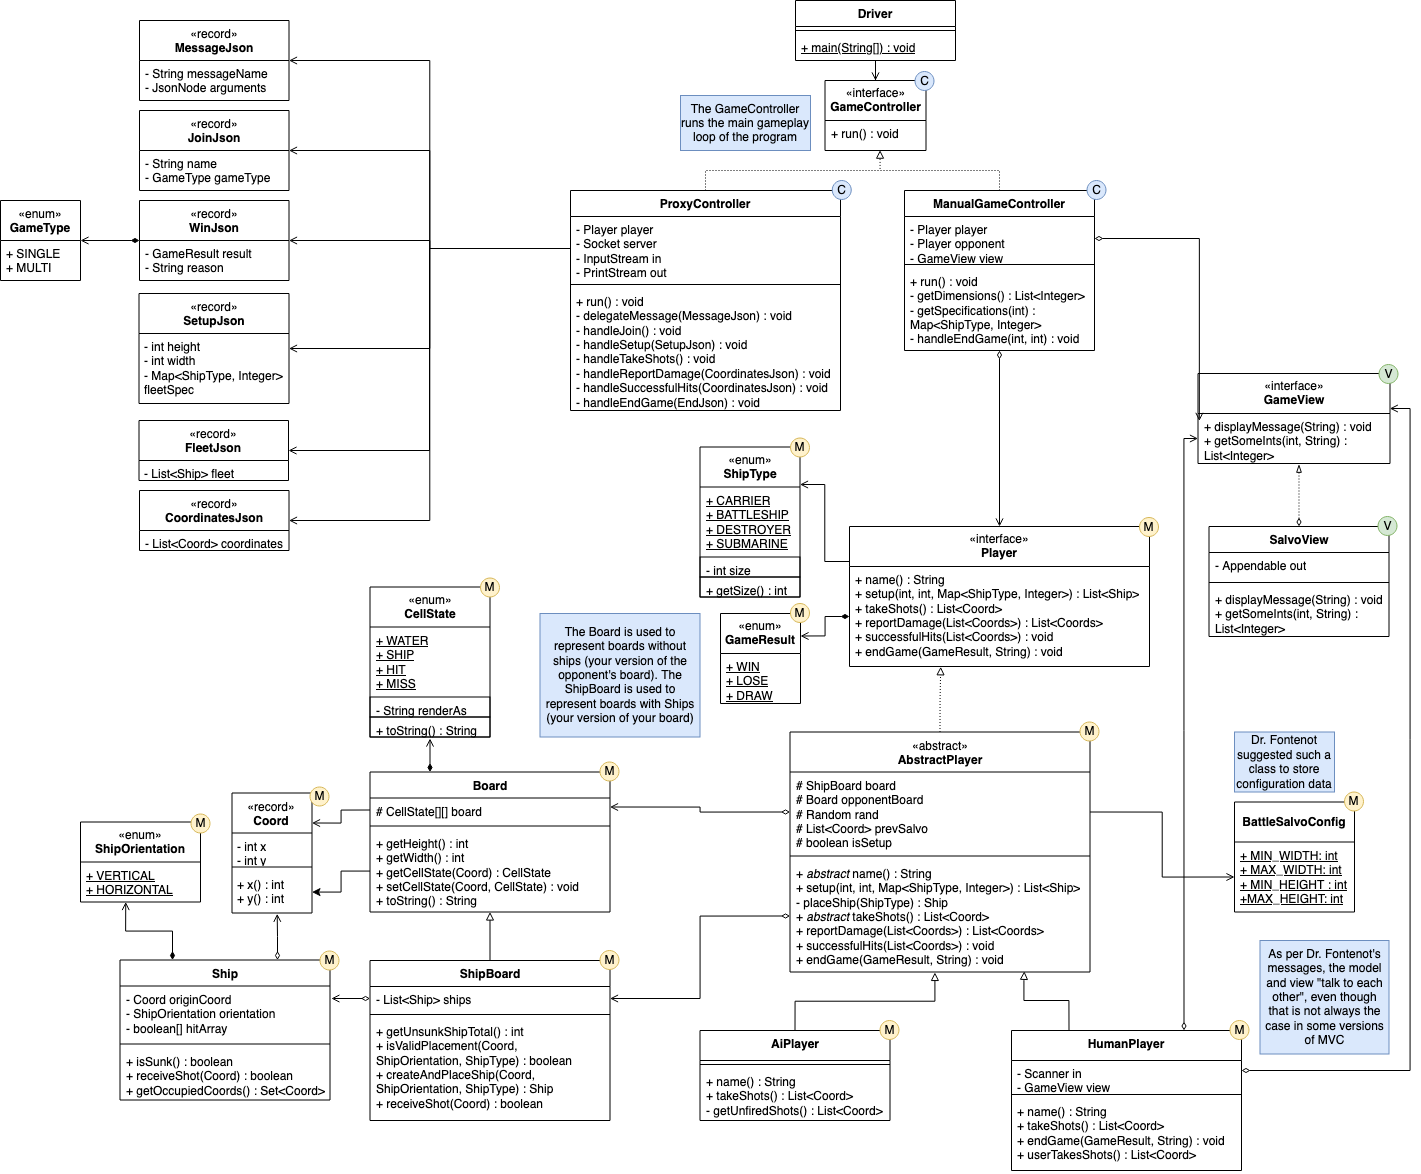 Driver
+ main(String[]) : void
C
«interface»
GameController
+ run() : void
The GameController
runs the main gameplay
loop of the program
«record»
MessageJson
- String messageName
- JsonNode arguments
«record»
JoinJson
- String name
- GameType gameType
«enum»
GameType
+ SINGLE
+ MULTI
«record»
WinJson
- GameResult result
- String reason
«record»
SetupJson
- int height
- int width
- Map<ShipType, Integer>
fleetSpec
«record»
FleetJson
- List<Ship> fleet
«record»
CoordinatesJson
- List<Coord> coordinates
C
ProxyController
- Player player
- Socket server
- InputStream in
- PrintStream out
+ run() : void
- delegateMessage(MessageJson) : void
- handleJoin() : void
- handleSetup(SetupJson) : void
- handleTakeShots() : void
- handleReportDamage(CoordinatesJson) : void
- handleSuccessfulHits(CoordinatesJson) : void
- handleEndGame(EndJson) : void
C
ManualGameController
- Player player
- Player opponent
- GameView view
+ run() : void
- getDimensions() : List<Integer>
- getSpecifications(int) :
Map<ShipType, Integer>
- handleEndGame(int, int) : void
V
«interface»
GameView
+ displayMessage(String) : void
+ getSomeInts(int, String) :
List<Integer>
V
SalvoView
- Appendable out
+ displayMessage(String) : void
+ getSomeInts(int, String) :
List<Integer>
M
«enum»
ShipType
+ CARRIER
+ BATTLESHIP
+ DESTROYER
+ SUBMARINE
- int size
+ getSize() : int
M
«interface»
Player
+ name() : String
+ setup(int, int, Map<ShipType, Integer>) : List<Ship>
+ takeShots() : List<Coord>
+ reportDamage(List<Coords>) : List<Coords>
+ successfulHits(List<Coords>) : void
+ endGame(GameResult, String) : void
M
«enum»
GameResult
+ WIN
+ LOSE
+ DRAW
M
«enum»
CellState
+ WATER
+ SHIP
+ HIT
+ MISS
- String renderAs
+ toString() : String
The Board is used to
represent boards without
ships (your version of the
opponent's board). The
ShipBoard is used to
represent boards with Ships
(your version of your board)
M
«abstract»
AbstractPlayer
# ShipBoard board
# Board opponentBoard
# Random rand
# List<Coord> prevSalvo
# boolean isSetup
+ abstract name() : String
+ setup(int, int, Map<ShipType, Integer>) : List<Ship>
- placeShip(ShipType) : Ship
+ abstract takeShots() : List<Coord>
+ reportDamage(List<Coords>) : List<Coords>
+ successfulHits(List<Coords>) : void
+ endGame(GameResult, String) : void
Dr. Fontenot
suggested such a
class to store
configuration data
M
BattleSalvoConfig
+ MIN_WIDTH: int
+ MAX_WIDTH: int
+ MIN_HEIGHT : int
+MAX_HEIGHT: int
M
Board
# CellState[][] board
+ getHeight() : int
+ getWidth() : int
+ getCellState(Coord) : CellState
+ setCellState(Coord, CellState) : void
+ toString() : String
M
«record»
Coord
- int x
- int y
+ x() : int
+ y() : int
M
«enum»
ShipOrientation
+ VERTICAL
+ HORIZONTAL
M
Ship
- Coord originCoord
- ShipOrientation orientation
- boolean[] hitArray
+ isSunk() : boolean
+ receiveShot(Coord) : boolean
+ getOccupiedCoords() : Set<Coord>
M
ShipBoard
- List<Ship> ships
+ getUnsunkShipTotal() : int
+ isValidPlacement(Coord,
ShipOrientation, ShipType) : boolean
+ createAndPlaceShip(Coord,
ShipOrientation, ShipType) : Ship
+ receiveShot(Coord) : boolean
M
AiPlayer
+ name() : String
+ takeShots() : List<Coord>
- getUnfiredShots() : List<Coord>
M
HumanPlayer
- Scanner in
- GameView view
+ name() : String
+ takeShots() : List<Coord>
+ endGame(GameResult, String) : void
+ userTakesShots() : List<Coord>
As per Dr. Fontenot's
messages, the model
and view "talk to each
other", even though
that is not always the
case in some versions
of MVC